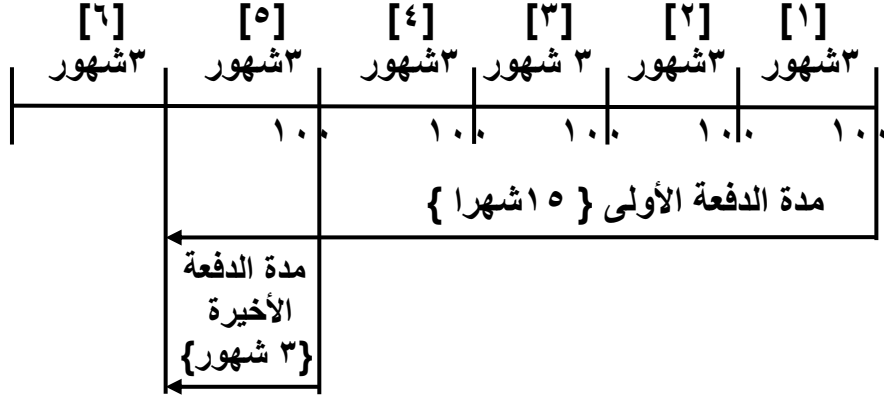 [١] [٢] [٣] [٤] [٥] [٦]
٣شهور ٣شهور ٣ شهور ٣شهور ٣شهور ٣شهور
١٠٠ ١٠٠ ١٠٠ ١٠٠ ١٠٠
مدة الدفعة الأولى { ١٥شهرا }
مدة الدفعة
الأخيرة
{٣ شهور}